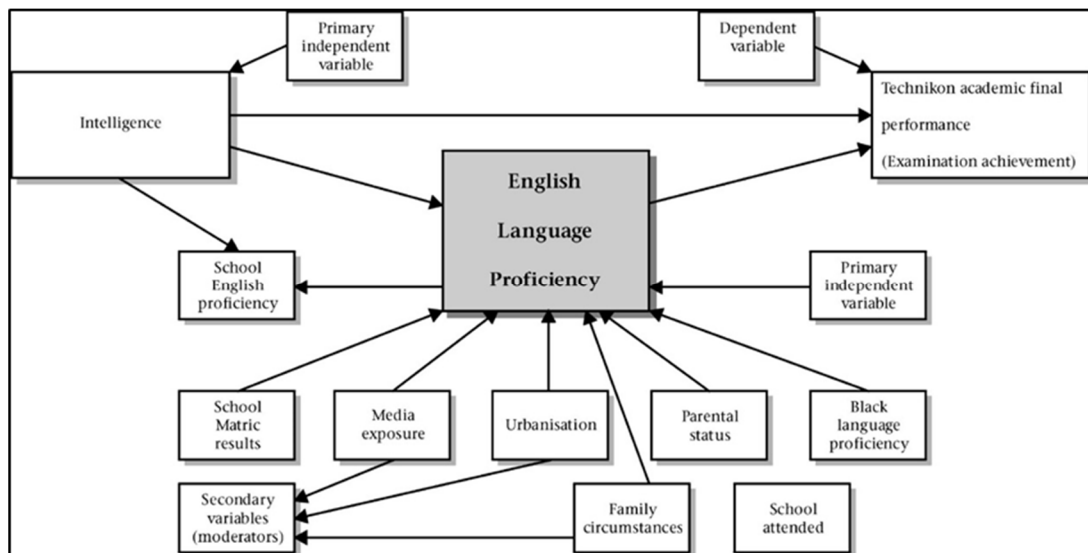 Primary
independent
variable
Dependent
variable
Intelligence
Technikon academic final
performance
(Examination achievement)
English
Language
Proficiency
School
English
proficiency
Primary
independent
variable
School
Matric
results
Media
exposure
Urbanisation
Parental
status
Black
language
proficiency
Secondary
variables
(moderators)
Family
circumstances
School
attended